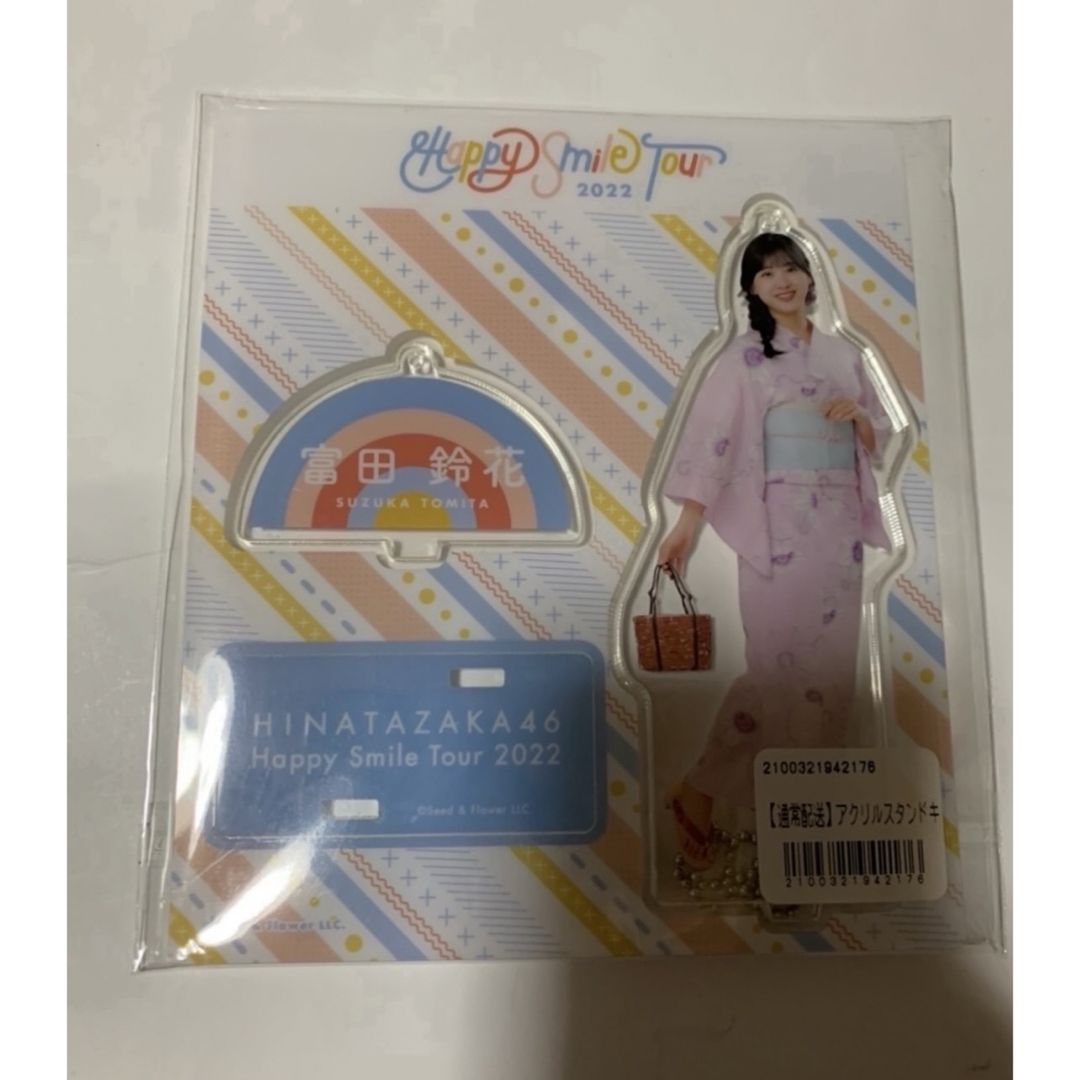 Happy Smile Tour
2022
富田 鈴花
SUZUKA TOMITA
HINATAZAKA46
Happy Smile Tour 2022
©Seed & Flower LLC.
2100321942176
【通常配送】アクリルスタンドキ
2100321942176
& Flower LLC.